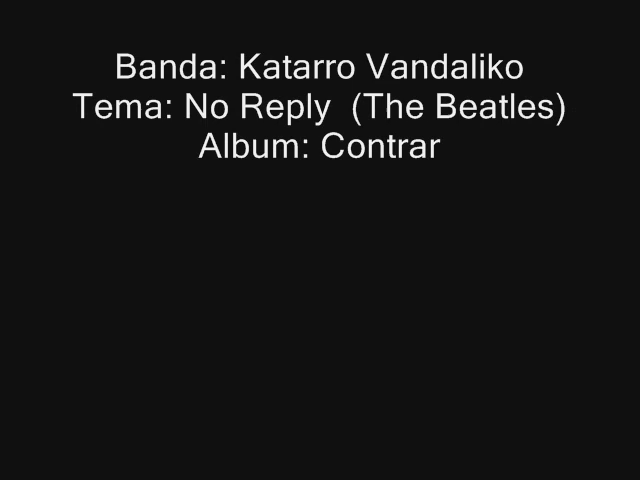 Banda: Katarro Vandaliko
Tema: No Reply  (The Beatles)
Album: Contrar